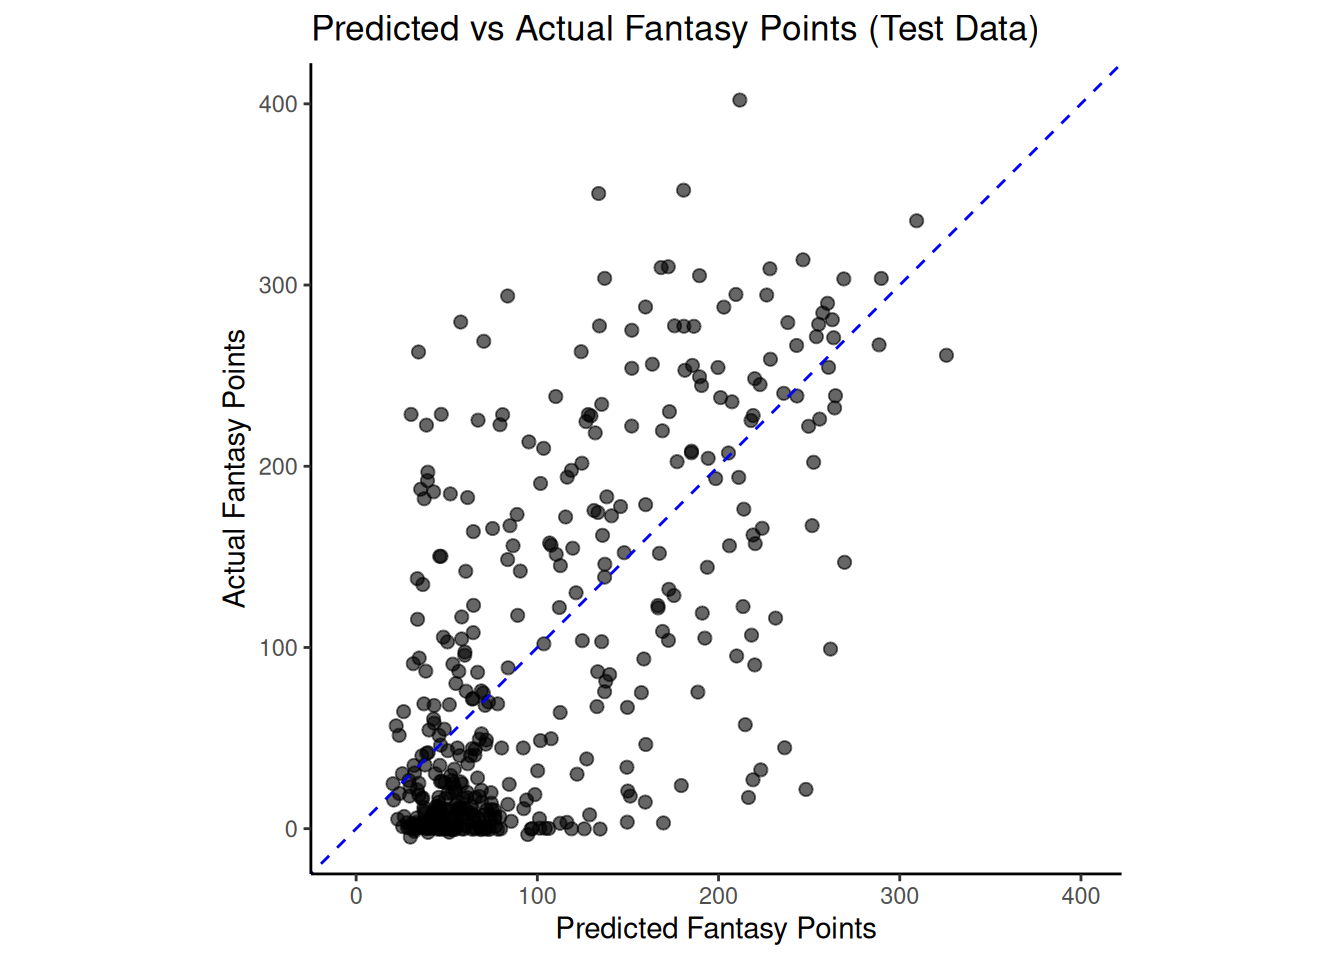 Predicted vs Actual Fantasy Points (Test Data)
400
300
200
100
0
Actual Fantasy Points
0 100 200 300 400
Predicted Fantasy Points